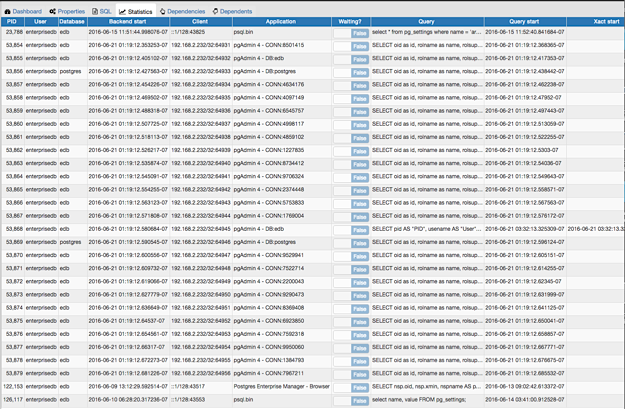 Dashboard Properties SQL Statistics Dependencies Dependents
PID User Database Backend start Client Application Waiting? Query Query start Xact start
23,788 enterprisedb edb 2016-06-15 11:51:44.998076-07 ::1/128:43825 psql.bin False select * from pg_settings where name = 'ar... 2016-06-15 11:52:40.841684-07
53,854 enterprisedb edb 2016-06-21 01:19:12.353253-07 192.168.2.232/32:64929 pgAdmin 4 - CONN:6501415 False SELECT oid as id, rolname as name, rolsup... 2016-06-21 01:19:12.368365-07
53,855 enterprisedb edb 2016-06-21 01:19:12.405102-07 192.168.2.232/32:64930 pgAdmin 4 - DB:edb False SELECT oid as id, rolname as name, rolsup... 2016-06-21 01:19:12.417353-07
53,856 enterprisedb postgres 2016-06-21 01:19:12.427563-07 192.168.2.232/32:64933 pgAdmin 4 - DB:postgres False SELECT oid as id, rolname as name, rolsup... 2016-06-21 01:19:12.438442-07
53,857 enterprisedb edb 2016-06-21 01:19:12.454226-07 192.168.2.232/32:64934 pgAdmin 4 - CONN:4634176 False SELECT oid as id, rolname as name, rolsup... 2016-06-21 01:19:12.462238-07
53,858 enterprisedb edb 2016-06-21 01:19:12.469502-07 192.168.2.232/32:64935 pgAdmin 4 - CONN:4097149 False SELECT oid as id, rolname as name, rolsup... 2016-06-21 01:19:12.47952-07
53,859 enterprisedb edb 2016-06-21 01:19:12.488318-07 192.168.2.232/32:64936 pgAdmin 4 - CONN:6545757 False SELECT oid as id, rolname as name, rolsup... 2016-06-21 01:19:12.497443-07
53,860 enterprisedb edb 2016-06-21 01:19:12.507725-07 192.168.2.232/32:64937 pgAdmin 4 - CONN:4998117 False SELECT oid as id, rolname as name, rolsup... 2016-06-21 01:19:12.513059-07
53,861 enterprisedb edb 2016-06-21 01:19:12.518113-07 192.168.2.232/32:64938 pgAdmin 4 - CONN:4859102 False SELECT oid as id, rolname as name, rolsup... 2016-06-21 01:19:12.522255-07
53,862 enterprisedb edb 2016-06-21 01:19:12.526217-07 192.168.2.232/32:64939 pgAdmin 4 - CONN:1227835 False SELECT oid as id, rolname as name, rolsup... 2016-06-21 01:19:12.5303-07
53,863 enterprisedb edb 2016-06-21 01:19:12.535874-07 192.168.2.232/32:64940 pgAdmin 4 - CONN:8734412 False SELECT oid as id, rolname as name, rolsup... 2016-06-21 01:19:12.54036-07
53,864 enterprisedb edb 2016-06-21 01:19:12.545091-07 192.168.2.232/32:64941 pgAdmin 4 - CONN:9706324 False SELECT oid as id, rolname as name, rolsup... 2016-06-21 01:19:12.549643-07
53,865 enterprisedb edb 2016-06-21 01:19:12.554255-07 192.168.2.232/32:64942 pgAdmin 4 - CONN:2374448 False SELECT oid as id, rolname as name, rolsup... 2016-06-21 01:19:12.558571-07
53,866 enterprisedb edb 2016-06-21 01:19:12.563123-07 192.168.2.232/32:64943 pgAdmin 4 - CONN:5753833 False SELECT oid as id, rolname as name, rolsup... 2016-06-21 01:19:12.567563-07
53,867 enterprisedb edb 2016-06-21 01:19:12.571808-07 192.168.2.232/32:64944 pgAdmin 4 - CONN:1769004 False SELECT oid as id, rolname as name, rolsup... 2016-06-21 01:19:12.576172-07
53,868 enterprisedb edb 2016-06-21 01:19:12.580684-07 192.168.2.232/32:64945 pgAdmin 4 - DB:edb False SELECT oid AS "PID", usename AS "User"... 2016-06-21 03:32:13.325309-07 2016-06-21 03:32:13.3
53,869 enterprisedb postgres 2016-06-21 01:19:12.590545-07 192.168.2.232/32:64946 pgAdmin 4 - DB:postgres False SELECT oid as id, rolname as name, rolsup... 2016-06-21 01:19:12.598124-07
53,870 enterprisedb edb 2016-06-21 01:19:12.600556-07 192.168.2.232/32:64947 pgAdmin 4 - CONN:9529941 False SELECT oid as id, rolname as name, rolsup... 2016-06-21 01:19:12.605151-07
53,871 enterprisedb edb 2016-06-21 01:19:12.609732-07 192.168.2.232/32:64948 pgAdmin 4 - CONN:7522714 False SELECT oid as id, rolname as name, rolsup... 2016-06-21 01:19:12.614255-07
53,872 enterprisedb edb 2016-06-21 01:19:12.619066-07 192.168.2.232/32:64949 pgAdmin 4 - CONN:2200043 False SELECT oid as id, rolname as name, rolsup... 2016-06-21 01:19:12.62345-07
53,873 enterprisedb edb 2016-06-21 01:19:12.627779-07 192.168.2.232/32:64950 pgAdmin 4 - CONN:9290473 False SELECT oid as id, rolname as name, rolsup... 2016-06-21 01:19:12.631999-07
53,874 enterprisedb edb 2016-06-21 01:19:12.636649-07 192.168.2.232/32:64951 pgAdmin 4 - CONN:8369408 False SELECT oid as id, rolname as name, rolsup... 2016-06-21 01:19:12.641125-07
53,875 enterprisedb edb 2016-06-21 01:19:12.64537-07 192.168.2.232/32:64952 pgAdmin 4 - CONN:6923850 False SELECT oid as id, rolname as name, rolsup... 2016-06-21 01:19:12.650041-07
53,876 enterprisedb edb 2016-06-21 01:19:12.654561-07 192.168.2.232/32:64953 pgAdmin 4 - CONN:7592318 False SELECT oid as id, rolname as name, rolsup... 2016-06-21 01:19:12.658857-07
53,877 enterprisedb edb 2016-06-21 01:19:12.66317-07 192.168.2.232/32:64954 pgAdmin 4 - CONN:9950060 False SELECT oid as id, rolname as name, rolsup... 2016-06-21 01:19:12.667771-07
53,878 enterprisedb edb 2016-06-21 01:19:12.672273-07 192.168.2.232/32:64955 pgAdmin 4 - CONN:1384793 False SELECT oid as id, rolname as name, rolsup... 2016-06-21 01:19:12.676675-07
53,879 enterprisedb edb 2016-06-21 01:19:12.681226-07 192.168.2.232/32:64956 pgAdmin 4 - CONN:7967211 False SELECT oid as id, rolname as name, rolsup... 2016-06-21 01:19:12.685532-07
122,153 enterprisedb edb 2016-06-09 13:12:29.592514-07 ::1/128:43517 Postgres Enterprise Manager - Browser False SELECT nsp.oid, nsp.xmin, nspname AS p... 2016-06-13 09:02:42.613372-07
126,117 enterprisedb edb 2016-06-10 06:28:20.317236-07 ::1/128:43553 psql.bin False select name, value FROM pg_settings; 2016-06-14 03:41:00.912528-07